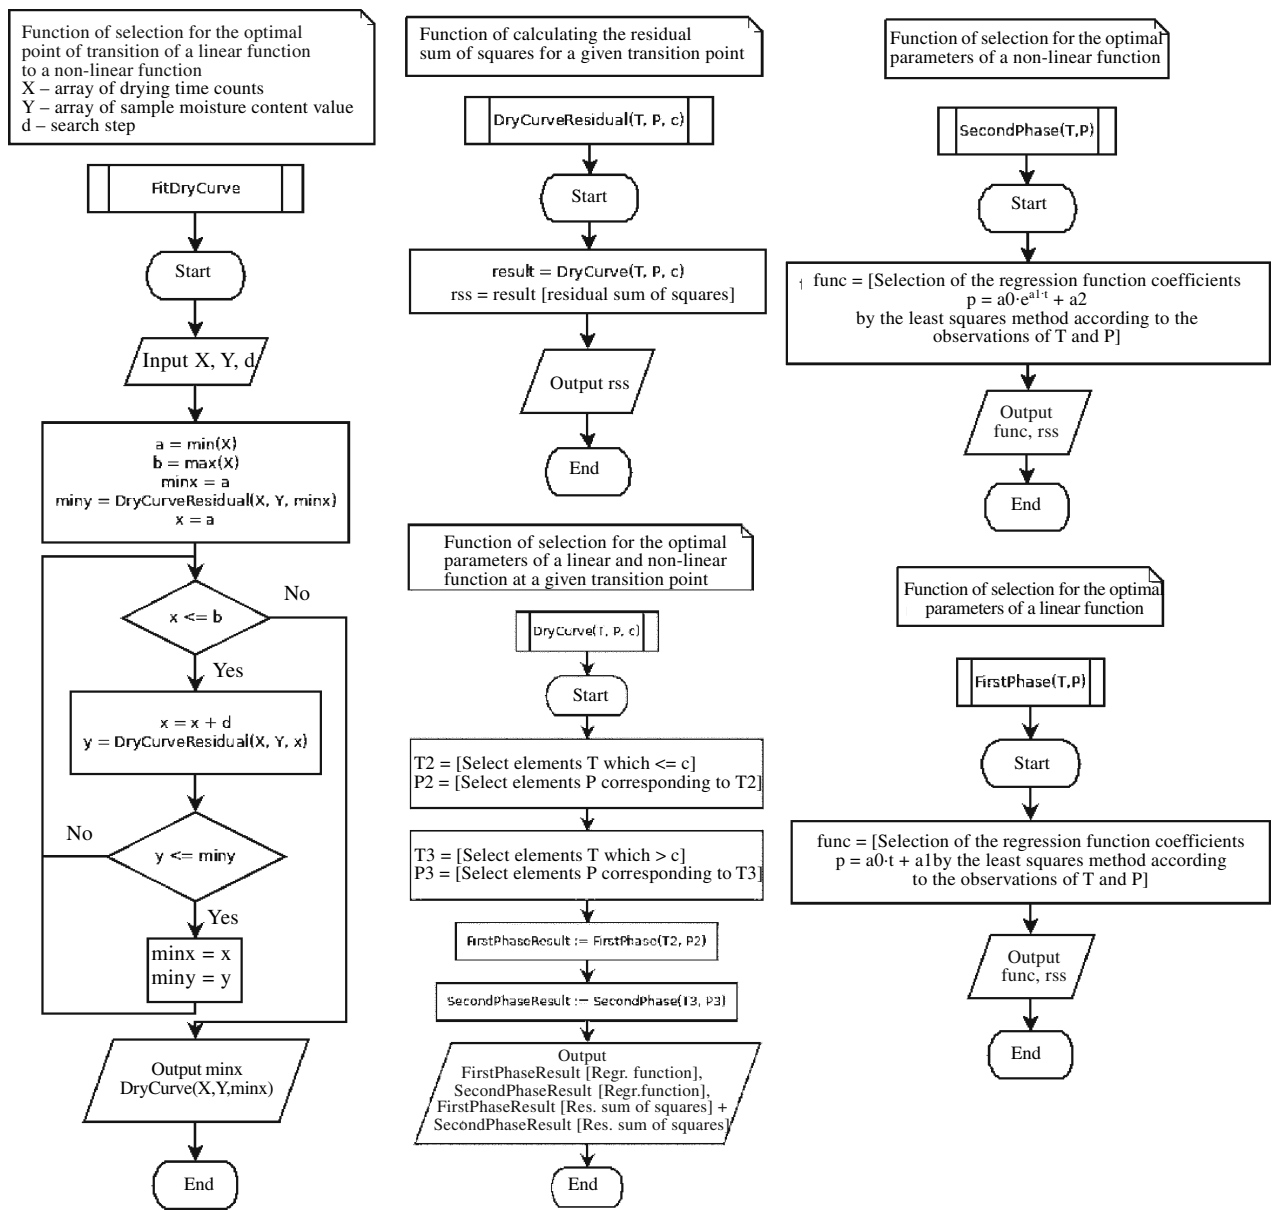 Function of selection for the optimal
point of transition of a linear function
to a non-linear function
X – array of drying time counts
Y – array of sample moisture content value
d – search step
FitDryCurve
Start
Input X, Y, d
a = min(X)
b = max(X)
minx = a
miny = DryCurveResidual(X, Y, minx)
x = a
x <= b
No
Yes
x = x + d
y = DryCurveResidual(X, Y, x)
No
y <= miny
Yes
minx = x
miny = y
Output minx
DryCurve(X,Y,minx)
End
Function of calculating the residual
sum of squares for a given transition point
DryCurveResidual(T, P, c)
Start
result = DryCurve(T, P, c)
rss = result [residual sum of squares]
Output rss
End
Function of selection for the optimal
parameters of a linear and non-linear
function at a given transition point
DryCurve(T, P, c)
Start
T2 = [Select elements T which <= c]
P2 = [Select elements P corresponding to T2]
T3 = [Select elements T which > c]
P3 = [Select elements P corresponding to T3]
FirstPhaseResult := FirstPhase(T2, P2)
SecondPhaseResult := SecondPhase(T3, P3)
Output
FirstPhaseResult [Regr. function],
SecondPhaseResult [Regr.function],
FirstPhaseResult [Res. sum of squares] +
SecondPhaseResult [Res. sum of squares]
End
Function of selection for the optimal
parameters of a non-linear function
SecondPhase(T,P)
Start
func = [Selection of the regression function coefficients
p = a0·e^{a1·t} + a2
by the least squares method according to the
observations of T and P]
Output
func, rss
End
Function of selection for the optimal
parameters of a linear function
FirstPhase(T,P)
Start
func = [Selection of the regression function coefficients
p = a0·t + a1by the least squares method according
to the observations of T and P]
Output
func, rss
End